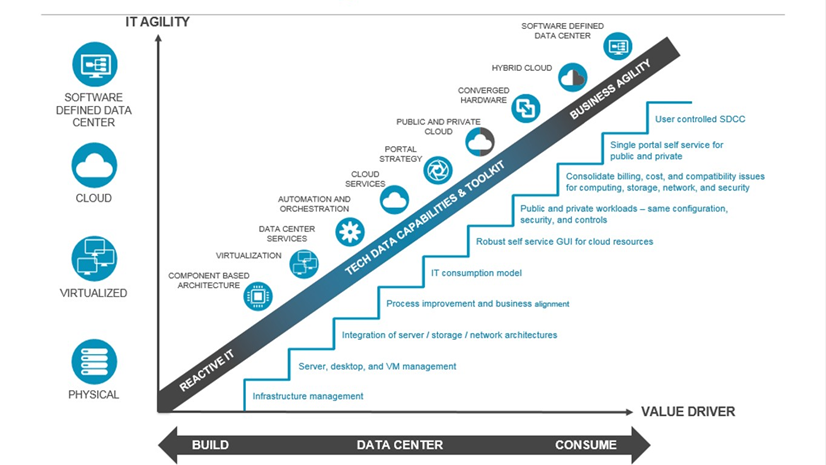 IT AGILITY
SOFTWARE
DEFINED DATA
CENTER
CLOUD
VIRTUALIZED
PHYSICAL
SOFTWARE DEFINED
DATA CENTER
HYBRID CLOUD
CONVERGED
HARDWARE
PUBLIC AND PRIVATE
CLOUD
PORTAL
STRATEGY
CLOUD
SERVICES
AUTOMATION AND
ORCHESTRATION
DATA CENTER
SERVICES
VIRTUALIZATION
COMPONENT BASED
ARCHITECTURE
REACTIVE IT
TECH DATA CAPABILITIES & TOOLKIT
BUSINESS AGILITY
User controlled SDCC
Single portal self service for
public and private
Consolidate billing, cost, and compatibility issues
for computing, storage, network, and security
Public and private workloads – same configuration,
security, and controls
Robust self service GUI for cloud resources
IT consumption model
Process improvement and business alignment
Integration of server / storage / network architectures
Server, desktop, and VM management
Infrastructure management
VALUE DRIVER
BUILD
DATA CENTER
CONSUME